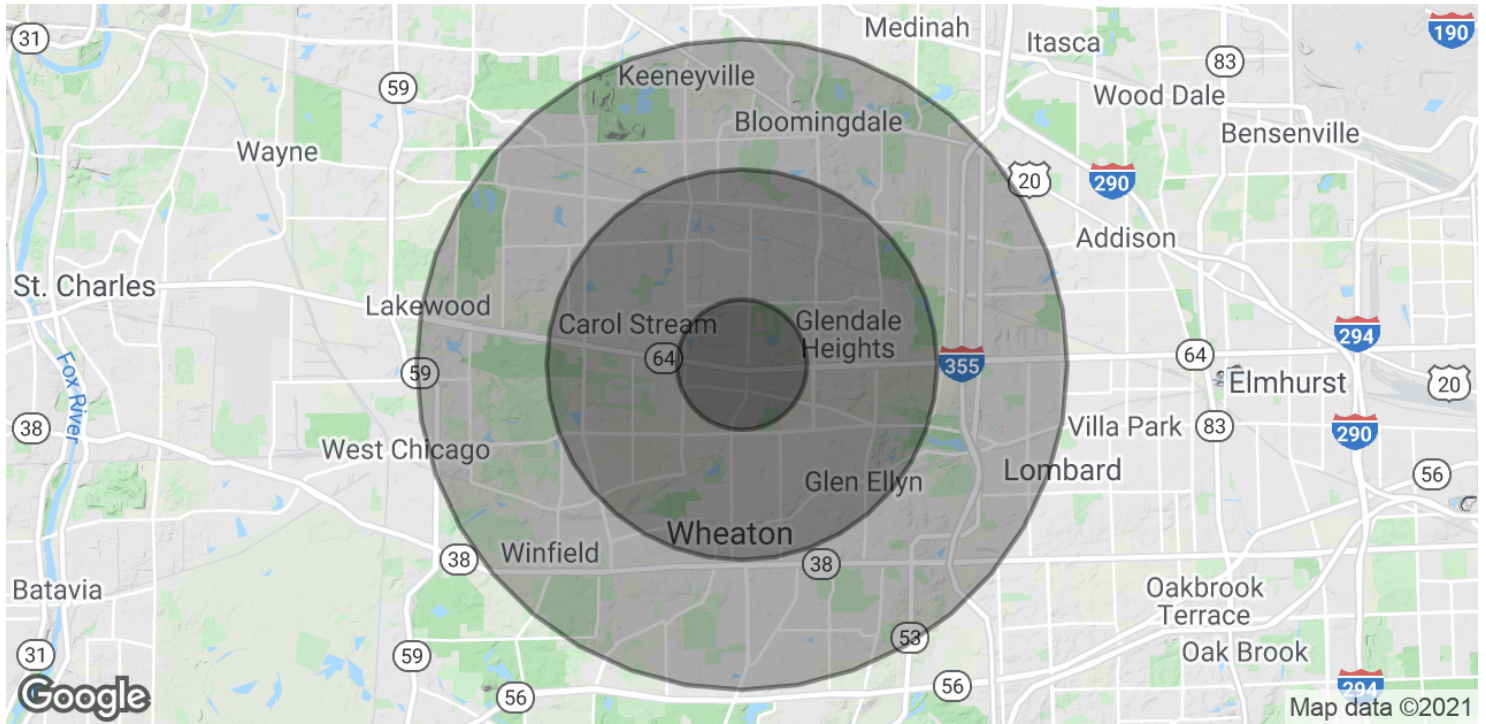 Medinah
190
31
Itasca
83
Keeneyville
59
Wood Dale
Bloomingdale
Bensenville
Wayne
20
290
Addison
St. Charles
Lakewood
Carol Stream
Glendale
Heights
294
64
64
355
59
Elmhurst
20
Fox River
38
Villa Park
83
290
West Chicago
Lombard
56
Glen Ellyn
Wheaton
Winfield
38
38
Batavia
Oakbrook
Terrace
53
Oak Brook
31
59
56
56
294
Google
Map data ©2021